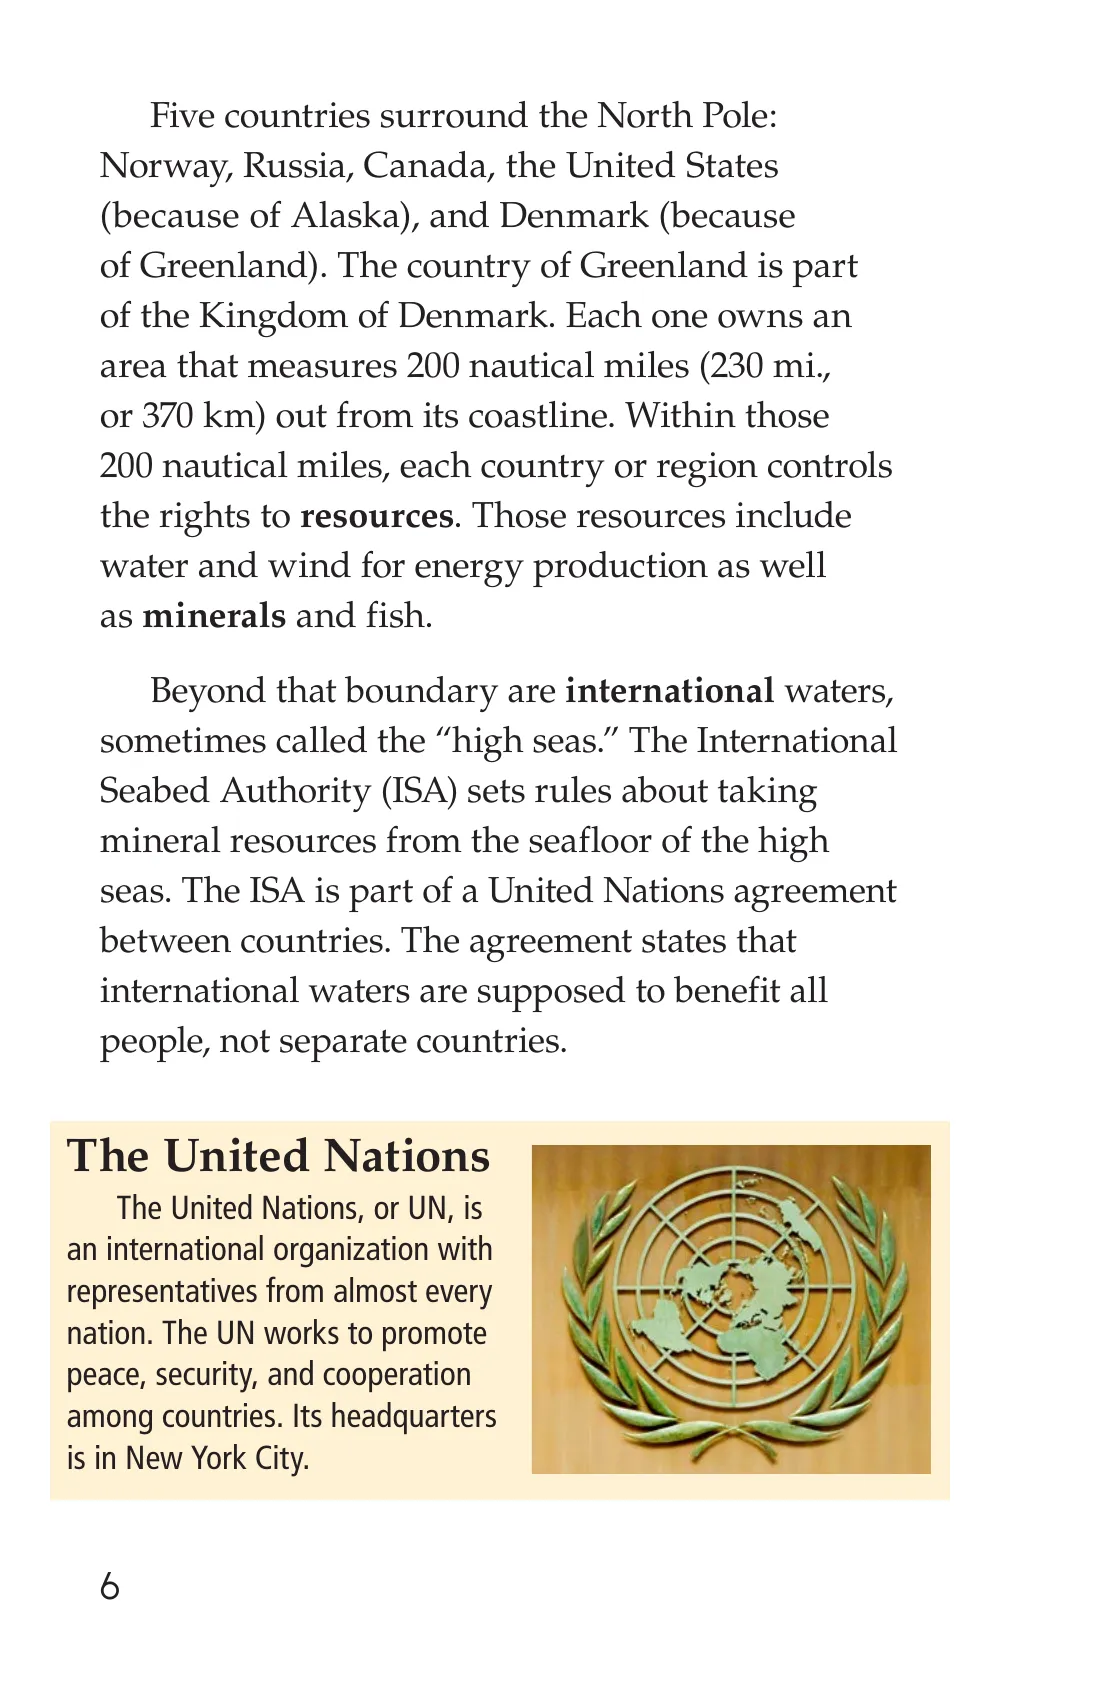 Five countries surround the North Pole:
Norway, Russia, Canada, the United States
(because of Alaska), and Denmark (because
of Greenland). The country of Greenland is part
of the Kingdom of Denmark. Each one owns an
area that measures 200 nautical miles (230 mi.,
or 370 km) out from its coastline. Within those
200 nautical miles, each country or region controls
the rights to resources. Those resources include
water and wind for energy production as well
as minerals and fish.
Beyond that boundary are international waters,
sometimes called the “high seas.” The International
Seabed Authority (ISA) sets rules about taking
mineral resources from the seafloor of the high
seas. The ISA is part of a United Nations agreement
between countries. The agreement states that
international waters are supposed to benefit all
people, not separate countries.
The United Nations
The United Nations, or UN, is
an international organization with
representatives from almost every
nation. The UN works to promote
peace, security, and cooperation
among countries. Its headquarters
is in New York City.
6